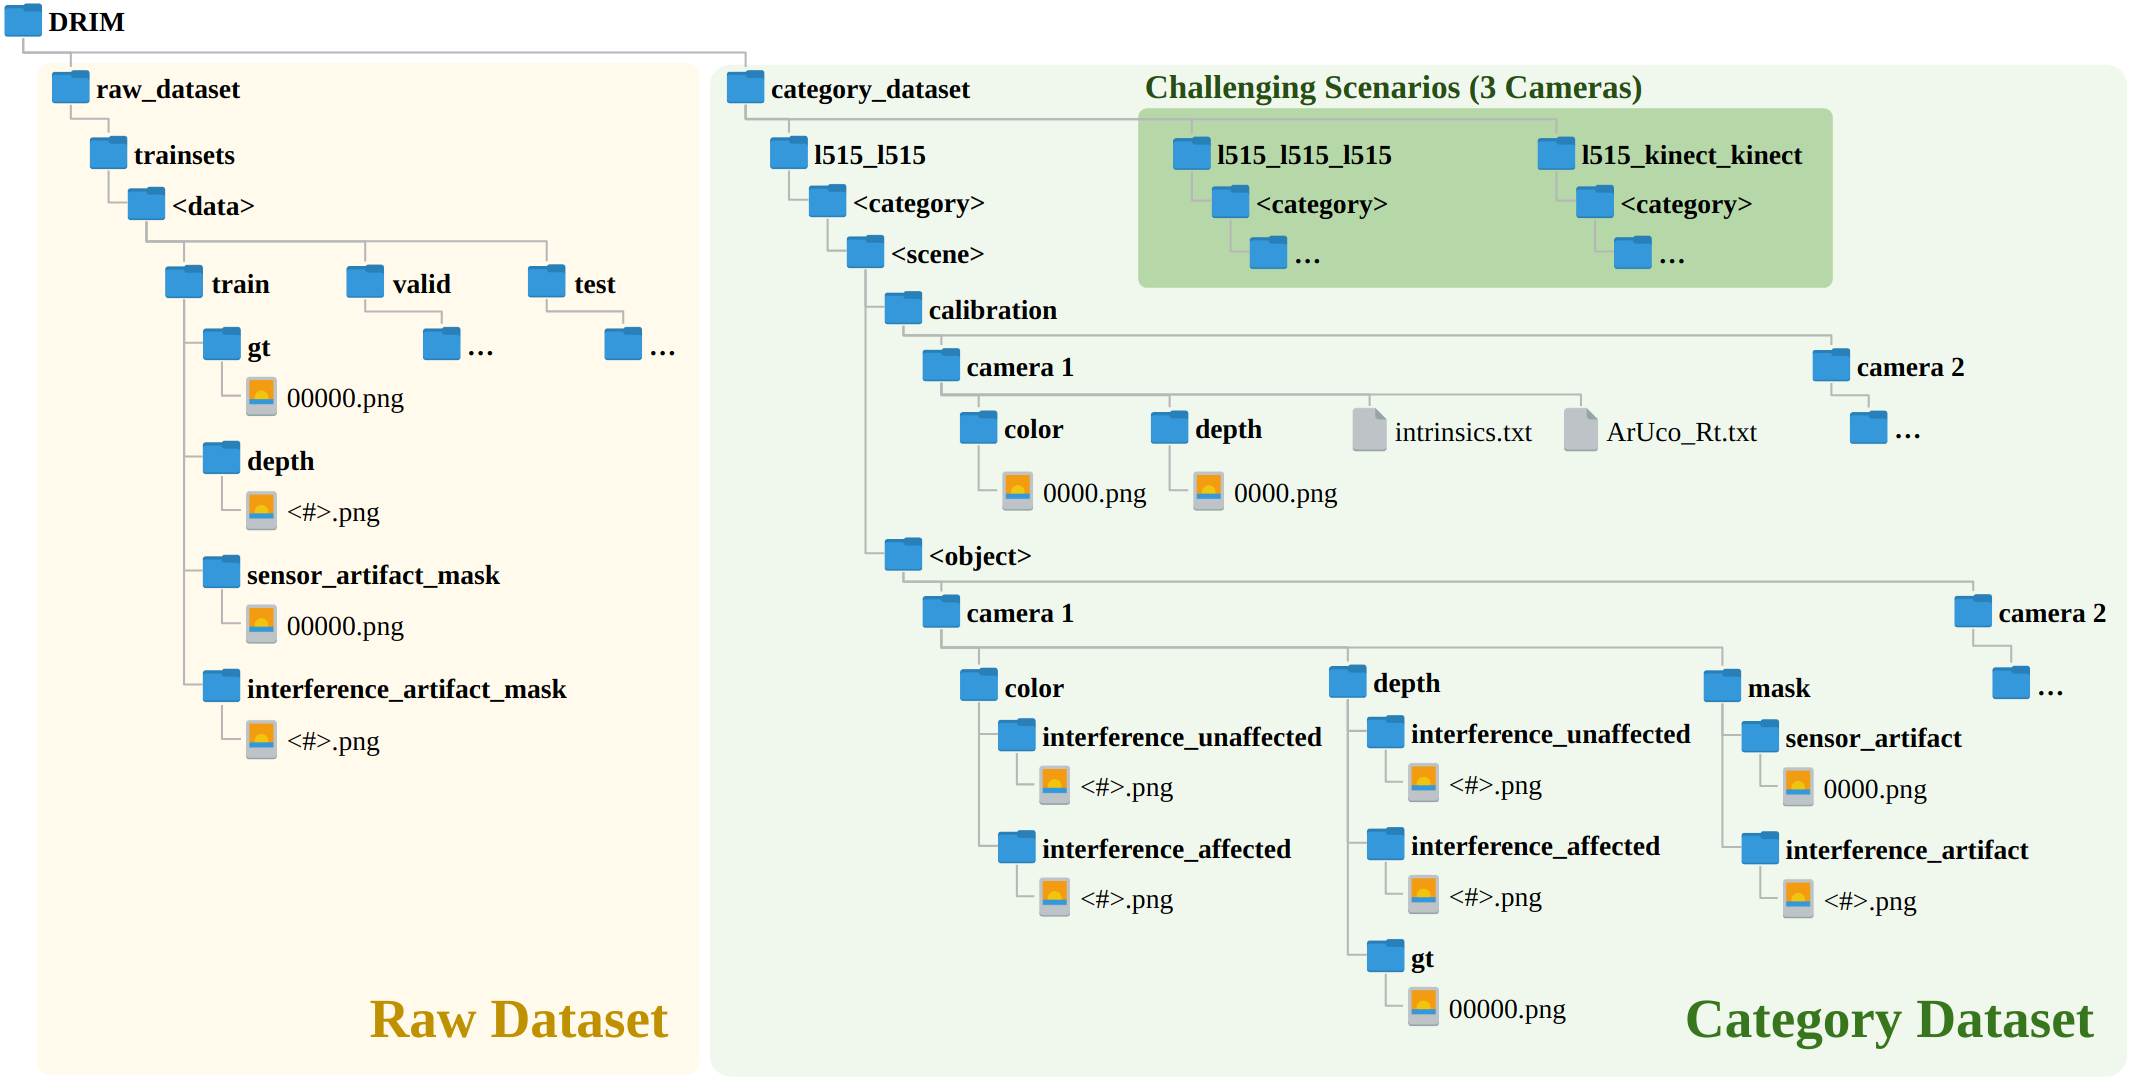 DRIM
raw_dataset
trainsets
<data>
train
valid
test
gt
...
...
00000.png
depth
<#>.png
sensor_artifact_mask
00000.png
interference_artifact_mask
<#>.png
Raw Dataset
category_dataset
Challenging Scenarios (3 Cameras)
l515_l515
l515_l515_l515
l515_kinect_kinect
<category>
<category>
<category>
<scene>
...
...
calibration
camera 1
camera 2
color
depth
intrinsics.txt
ArUco_Rt.txt
...
0000.png
0000.png
<object>
camera 1
camera 2
color
depth
mask
...
interference_unaffected
interference_unaffected
sensor_artifact
<#>.png
<#>.png
0000.png
interference_affected
interference_affected
interference_artifact
<#>.png
<#>.png
<#>.png
gt
00000.png
Category Dataset